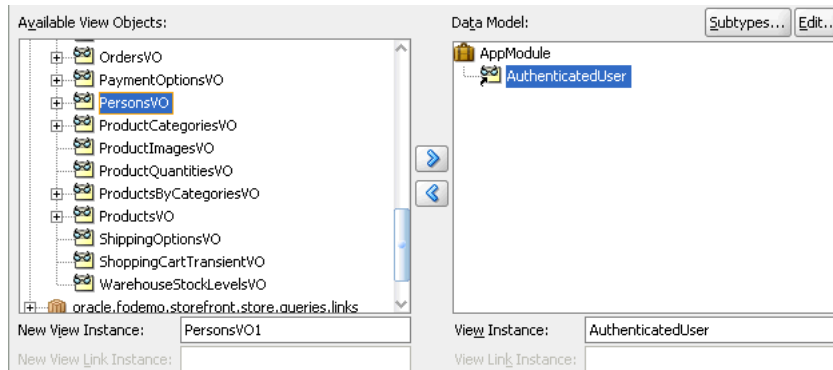 Available View Objects:
OrdersVO
PaymentOptionsVO
PersonsVO
ProductCategoriesVO
ProductImagesVO
ProductQuantitiesVO
ProductsByCategoriesVO
ProductsVO
ShippingOptionsVO
ShoppingCartTransientVO
WarehouseStockLevelsVO
oracle.fodemo.storefront.store.queries.links
New View Instance: PersonsVO1
New View Link Instance:
Data Model:
Subtypes... Edit..
AppModule
AuthenticatedUser
View Instance: AuthenticatedUser
View Link Instance: